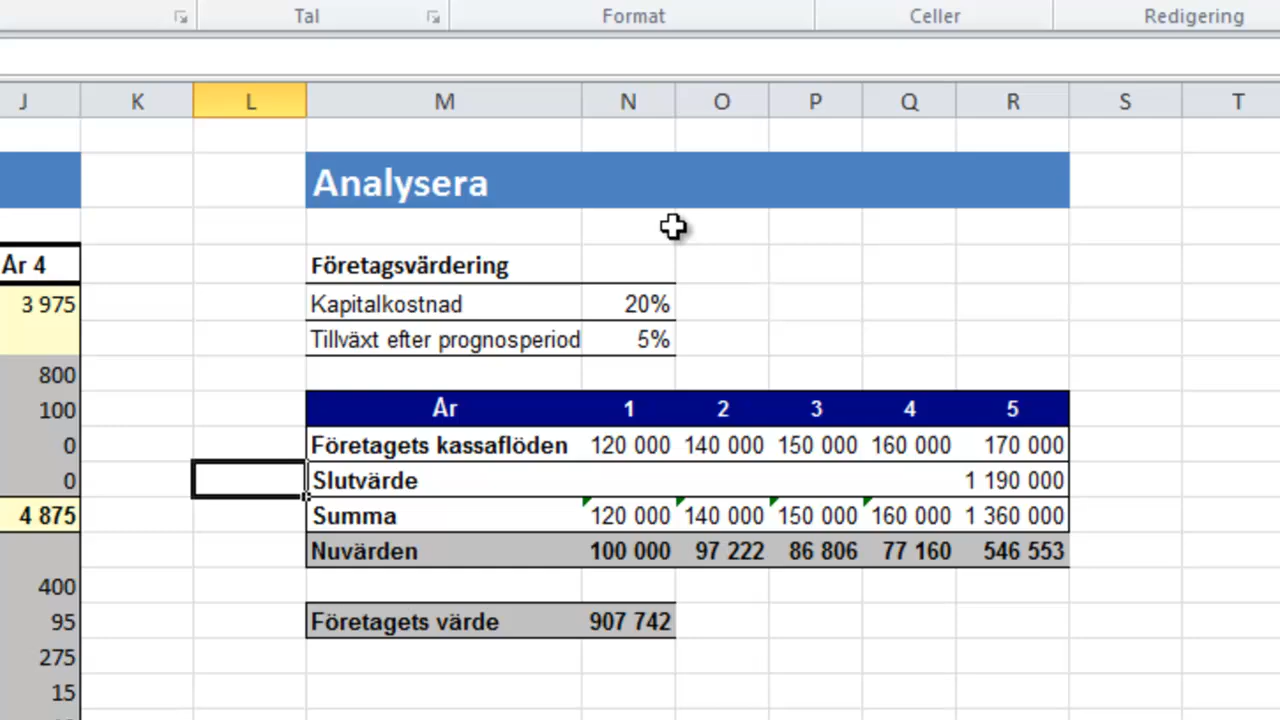 Tal Format Celler Redigering
J K L M N O P Q R S T
Analysera
År 4 Företagsvärdering
3 975 Kapitalkostnad 20%
Tillväxt efter prognosperiod 5%
800
100 År 1 2 3 4 5
0 Företagets kassaflöden 120 000 140 000 150 000 160 000 170 000
0 Slutvärde 1 190 000
4 875 Summa 120 000 140 000 150 000 160 000 1 360 000
Nuvärden 100 000 97 222 86 806 77 160 546 553
400
95 Företagets värde 907 742
275
15